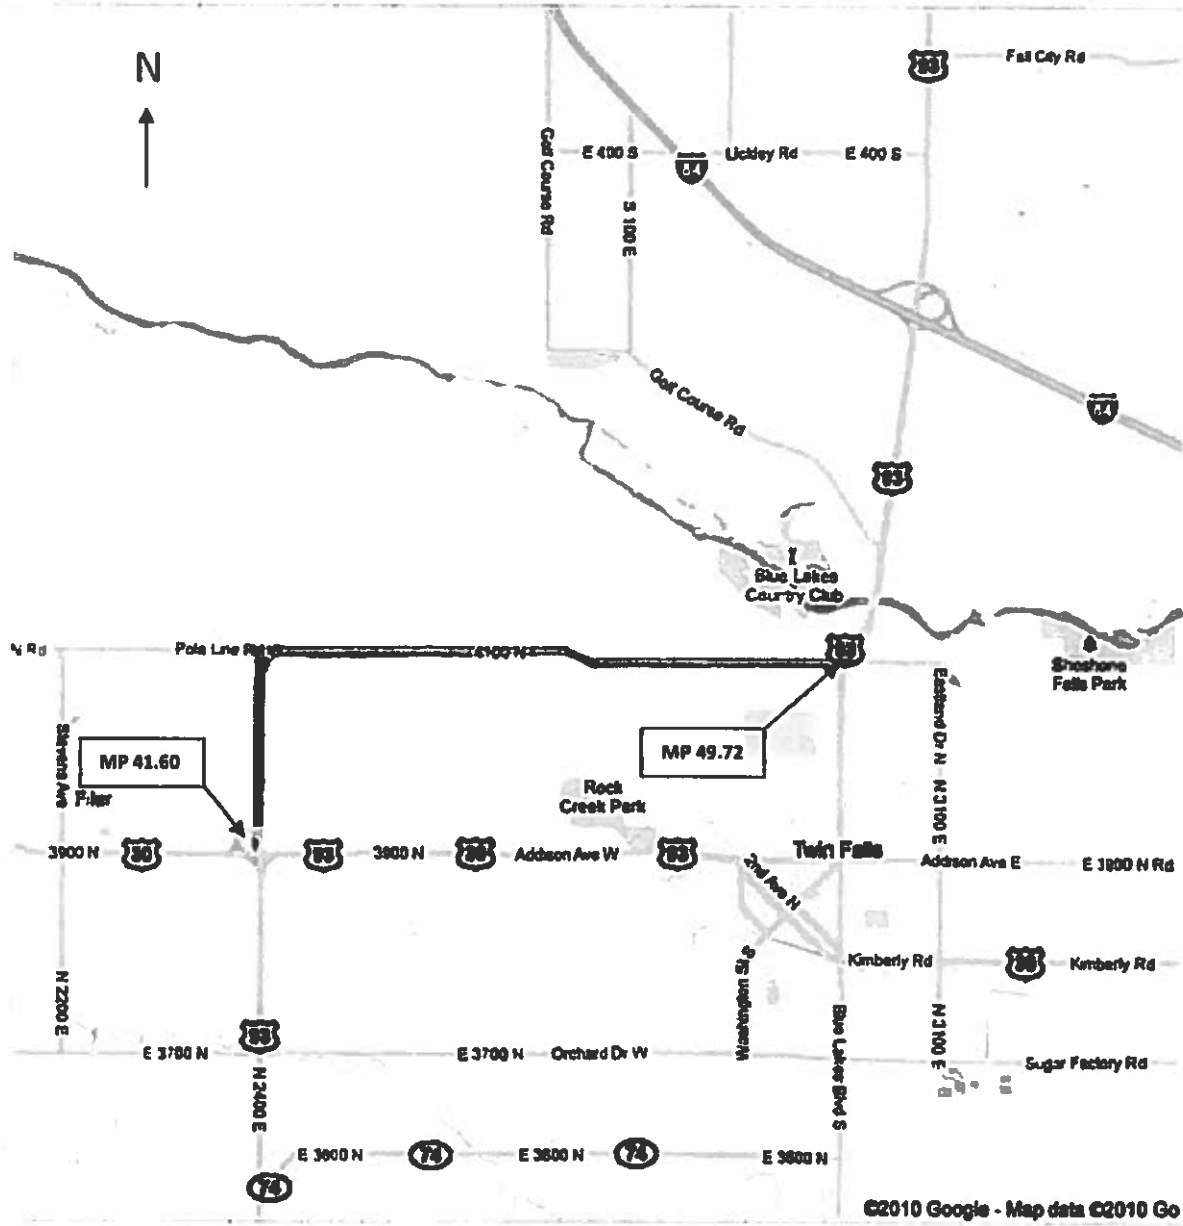 N
93
Fall City Rd
E 400 S
84
Lickley Rd
E 400 S
Golf Course Rd
S 100 E
Golf Course Rd
84
93
Blue Lakes
Country Club
N Rd
Pole Line Rd
4100 N
93
Shoshone
Falls Park
Eastland Dr N
N 3100 E
Stevens Ave
MP 41.60
MP 49.72
Filer
Rock
Creek Park
3900 N
30
93
3900 N
30
Addison Ave W
93
Twin Falls
Addison Ave E
E 3900 N Rd
2nd Ave N
Washington St S
Kimberly Rd
30
Kimberly Rd
N 2200 E
93
E 3700 N
E 3700 N
Orchard Dr W
Blue Lakes Blvd S
N 3100 E
Sugar Factory Rd
N 2400 E
E 3600 N
74
E 3600 N
74
E 3600 N
74
©2010 Google - Map data ©2010 Go